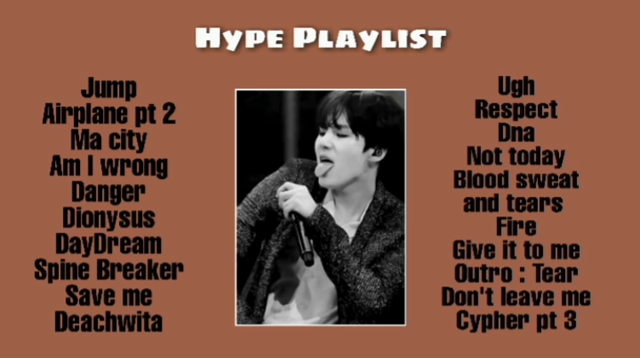 Hype Playlist
Jump
Airplane pt 2
Ma city
Am I wrong
Danger
Dionysus
DayDream
Spine Breaker
Save me
Deachwita
Ugh
Respect
Dna
Not today
Blood sweat
and tears
Fire
Give it to me
Outro : Tear
Don't leave me
Cypher pt 3